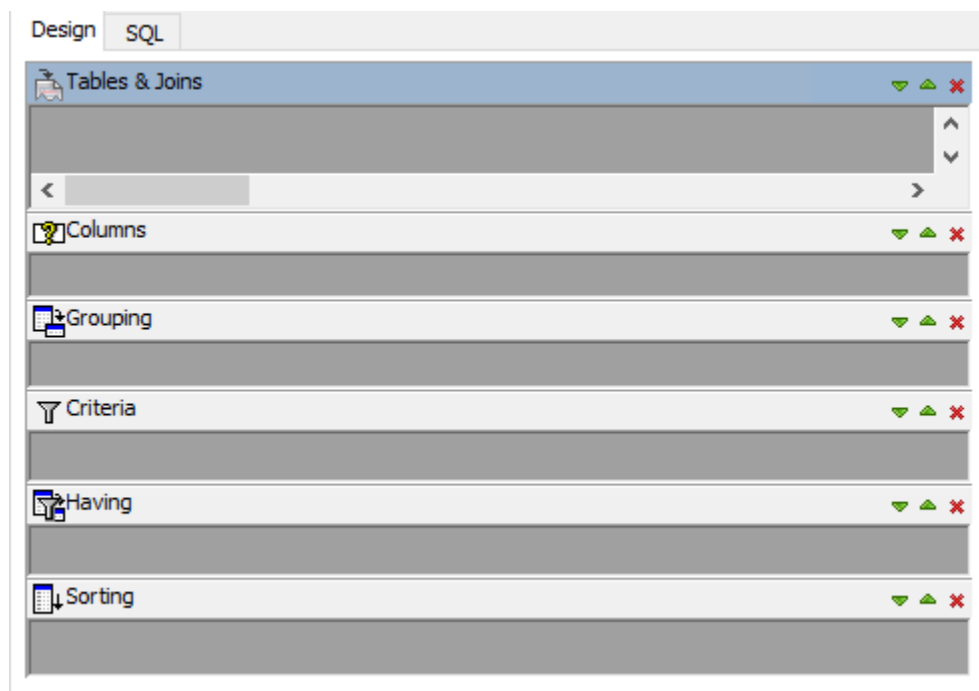 Design SQL
Tables & Joins
Columns
Grouping
Criteria
Having
Sorting